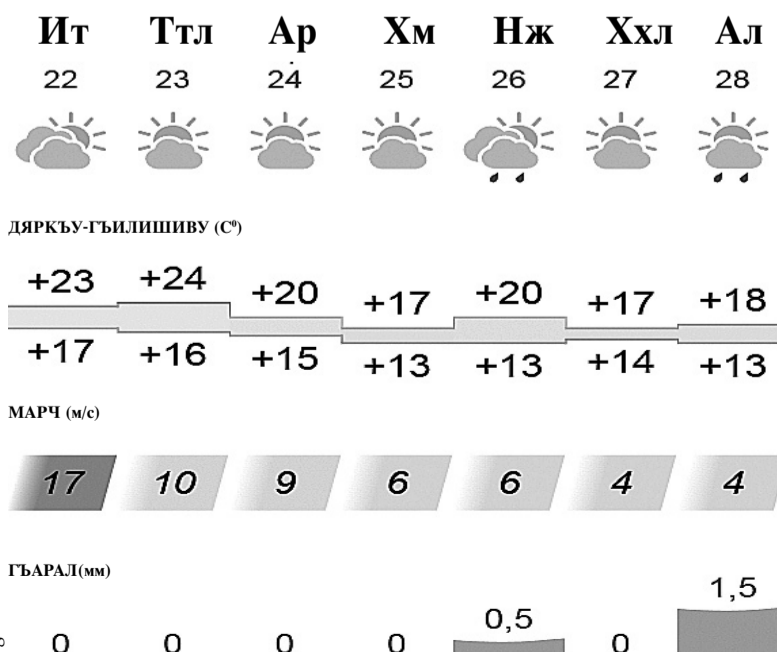 Ит Ттл Ар Хм Нж Ххл Ал
22 23 24 25 26 27 28
ДЯРКЪУ-ГЪИЛИШИВУ (С⁰)
+23 +24 +20 +17 +20 +17 +18
+17 +16 +15 +13 +13 +14 +13
МАРЧ (м/с)
17 10 9 6 6 4 4
ГЪАРАЛ(мм)
0 0 0 0 0,5 0 1,5